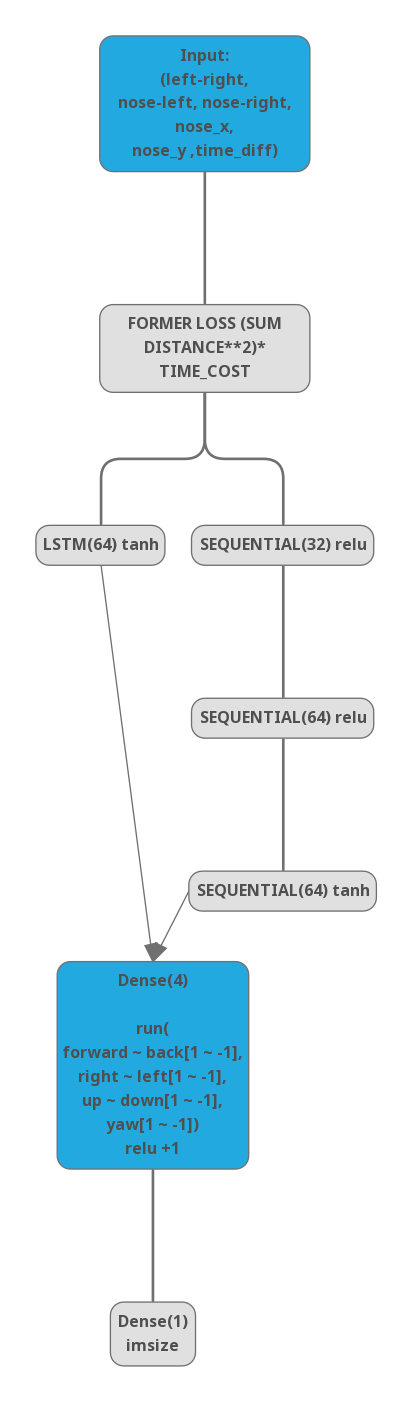 Input:
(left-right,
nose-left, nose-right,
nose_x,
nose_y ,time_diff)
FORMER LOSS (SUM
DISTANCE**2)*
TIME_COST
LSTM(64) tanh
SEQUENTIAL(32) relu
SEQUENTIAL(64) relu
SEQUENTIAL(64) tanh
Dense(4)
run(
forward ~ back[1 ~ -1],
right ~ left[1 ~ -1],
up ~ down[1 ~ -1],
yaw[1 ~ -1])
relu +1
Dense(1)
imsize